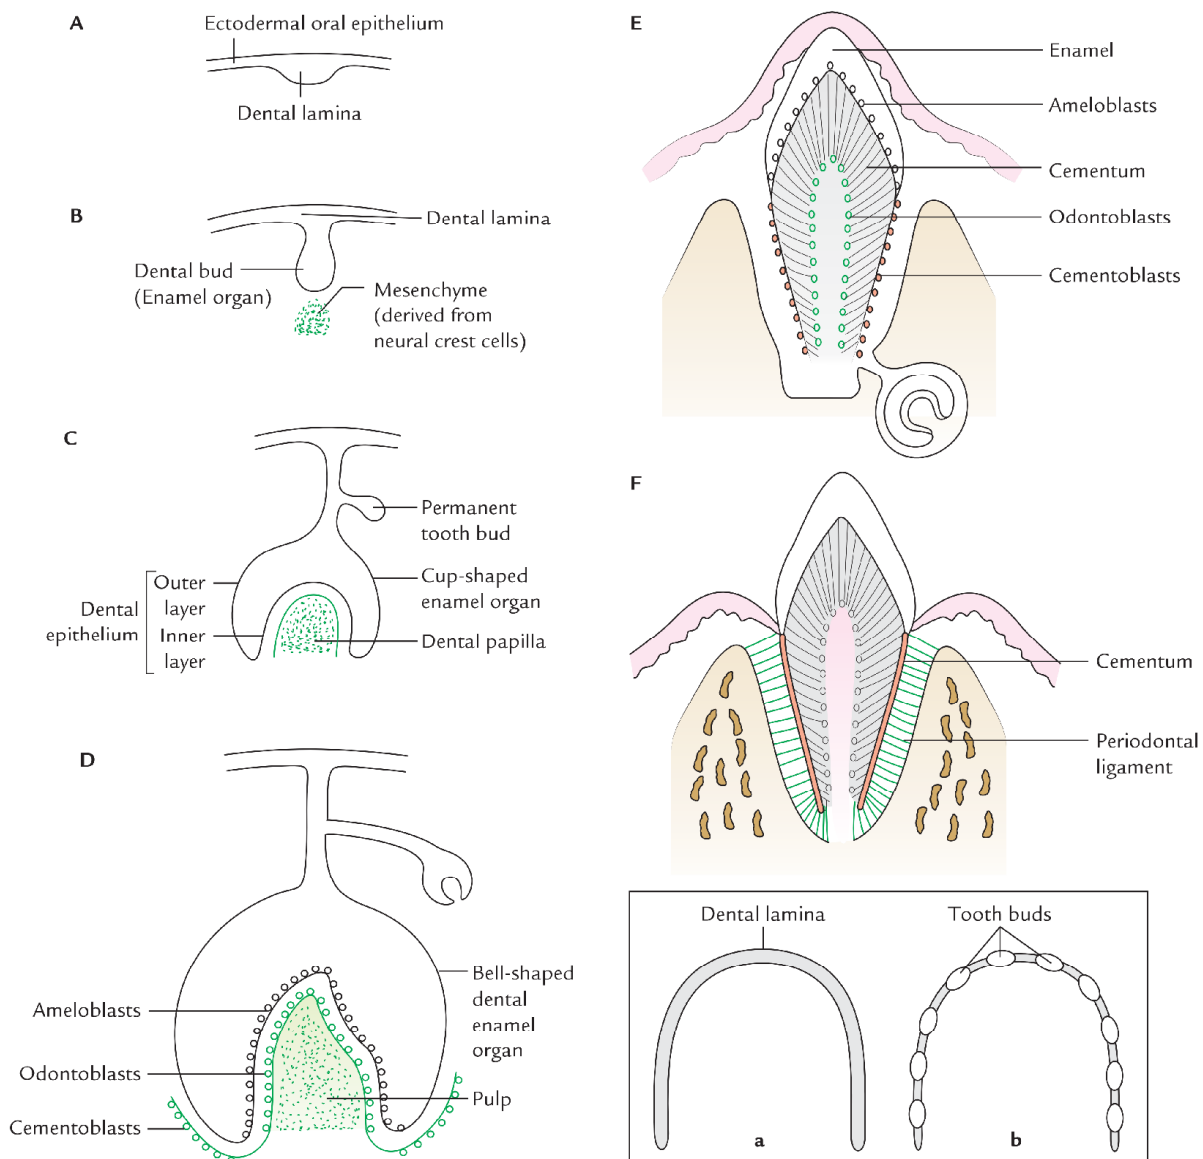 A
Ectodermal oral epithelium
Dental lamina
B
Dental lamina
Dental bud
(Enamel organ)
Mesenchyme
(derived from
neural crest cells)
C
Permanent
tooth bud
Cup-shaped
enamel organ
Dental papilla
Dental
epithelium
Outer
layer
Inner
layer
D
Ameloblasts
Odontoblasts
Cementoblasts
Bell-shaped
dental
enamel
organ
Pulp
E
Enamel
Ameloblasts
Cementum
Odontoblasts
Cementoblasts
F
Cementum
Periodontal
ligament
Dental lamina
a
Tooth buds
b